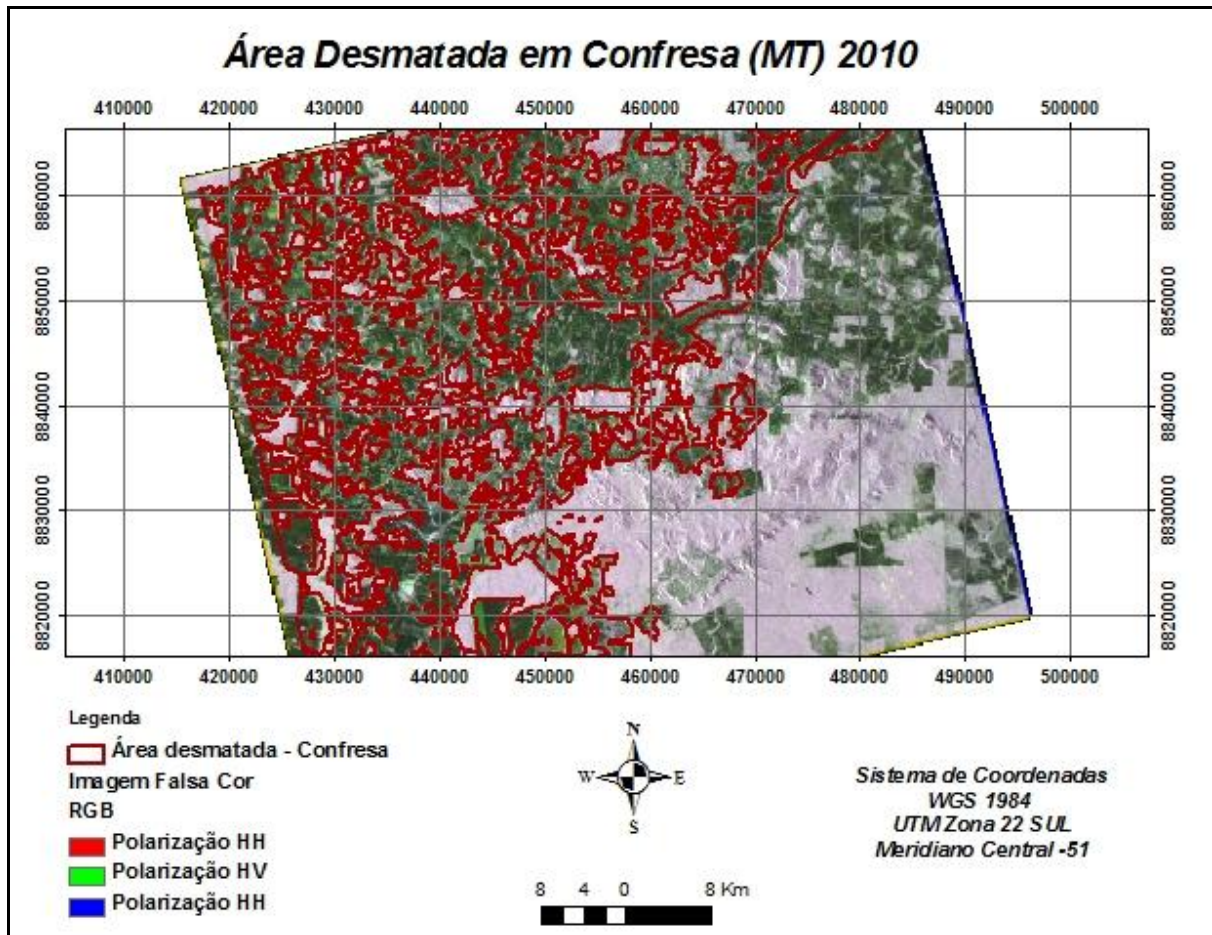 Área Desmatada em Confresa (MT) 2010
410000 420000 430000 440000 450000 460000 470000 480000 490000 500000
8860000 8860000
8850000 8850000
8840000 8840000
8830000 8830000
8820000 8820000
410000 420000 430000 440000 450000 460000 470000 480000 490000 500000
Legenda
Área desmatada - Confresa
Imagem Falsa Cor
RGB
Polarização HH
Polarização HV
Polarização HH
N
W E
S
8 4 0 8 Km
Sistema de Coordenadas
WGS 1984
UTM Zona 22 SUL
Meridiano Central -51